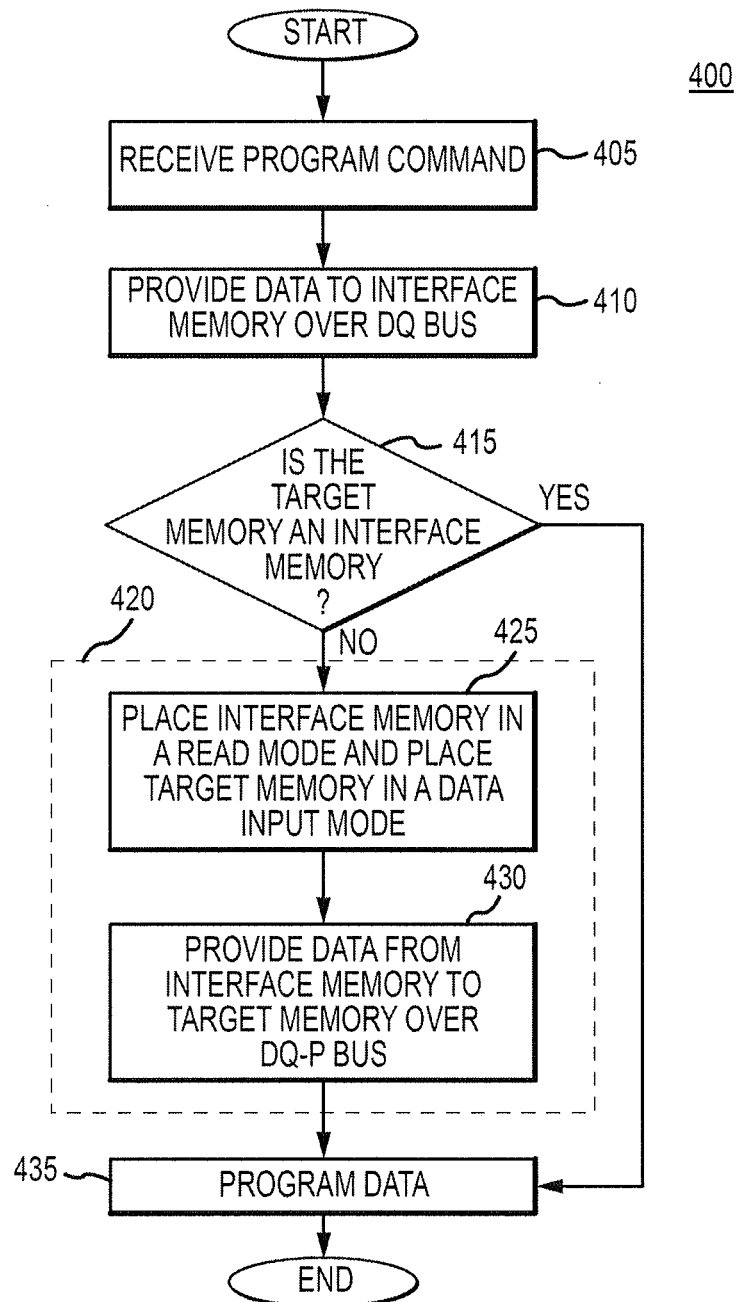 START
400
RECEIVE PROGRAM COMMAND
405
PROVIDE DATA TO INTERFACE
MEMORY OVER DQ BUS
410
415
IS THE
TARGET
MEMORY AN INTERFACE
MEMORY
?
YES
NO
420
425
PLACE INTERFACE MEMORY IN
A READ MODE AND PLACE
TARGET MEMORY IN A DATA
INPUT MODE
430
PROVIDE DATA FROM
INTERFACE MEMORY TO
TARGET MEMORY OVER
DQ-P BUS
435
PROGRAM DATA
END